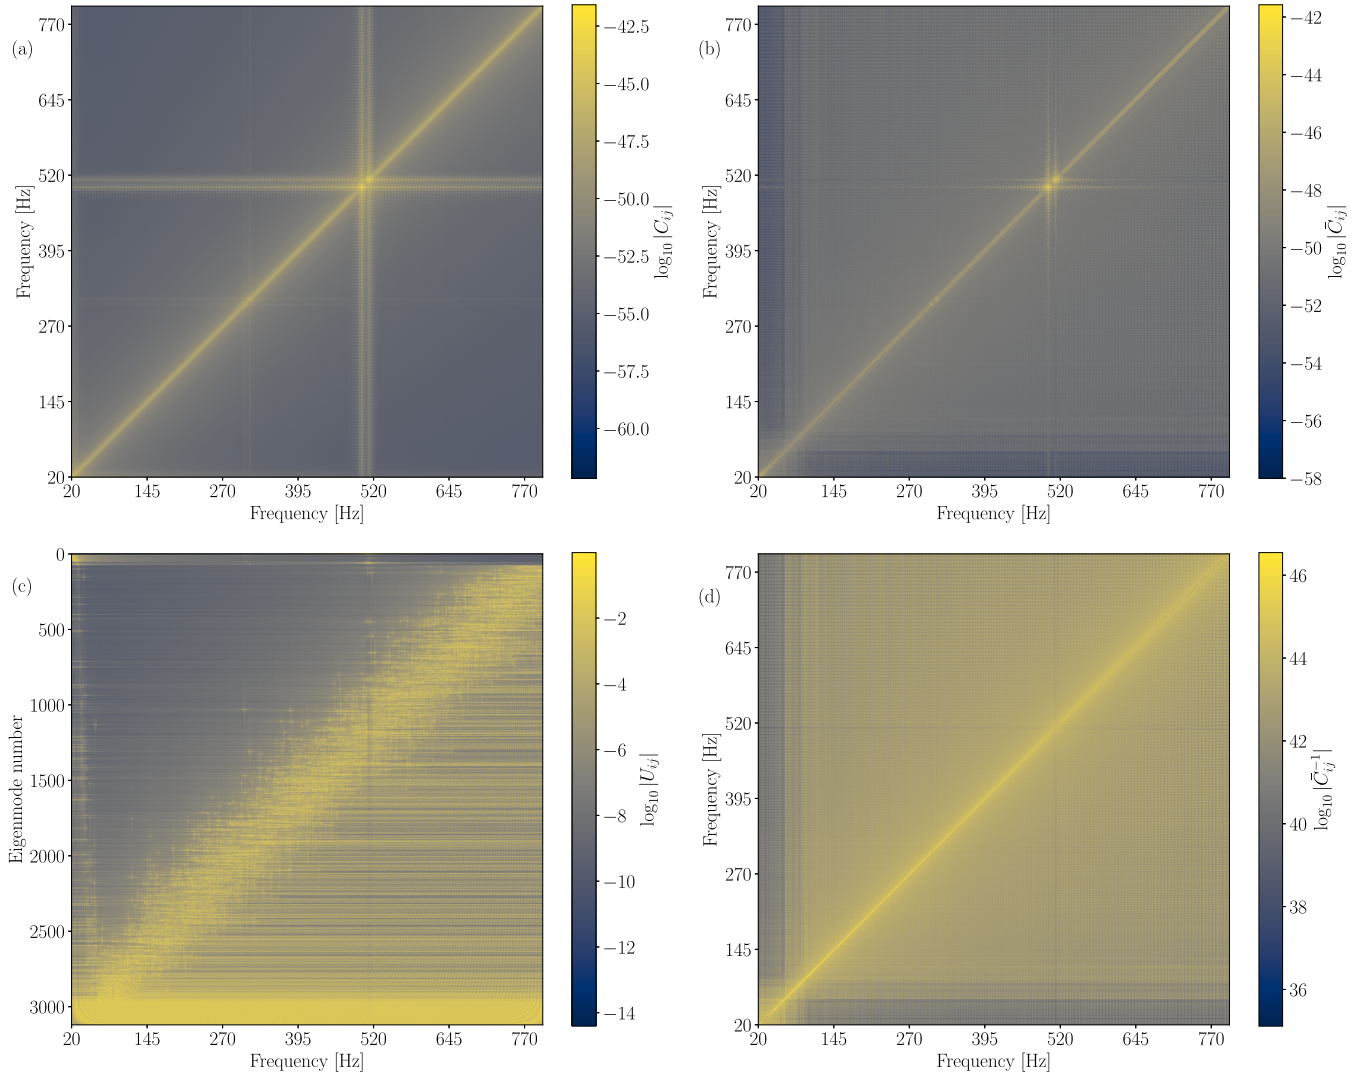 (a)
770
645
520
395
270
145
20
Frequency [Hz]
20 145 270 395 520 645 770
Frequency [Hz]
−42.5
−45.0
−47.5
−50.0
−52.5
−55.0
−57.5
−60.0
log₁₀ |Cᵢⱼ|
(b)
770
645
520
395
270
145
20
Frequency [Hz]
20 145 270 395 520 645 770
Frequency [Hz]
−42
−44
−46
−48
−50
−52
−54
−56
−58
log₁₀ |C̄ᵢⱼ|
(c)
0
500
1000
1500
2000
2500
3000
Eigenmode number
20 145 270 395 520 645 770
Frequency [Hz]
−2
−4
−6
−8
−10
−12
−14
log₁₀ |Uᵢⱼ|
(d)
770
645
520
395
270
145
20
Frequency [Hz]
20 145 270 395 520 645 770
Frequency [Hz]
46
44
42
40
38
36
log₁₀ |C̄ᵢⱼ⁻¹|